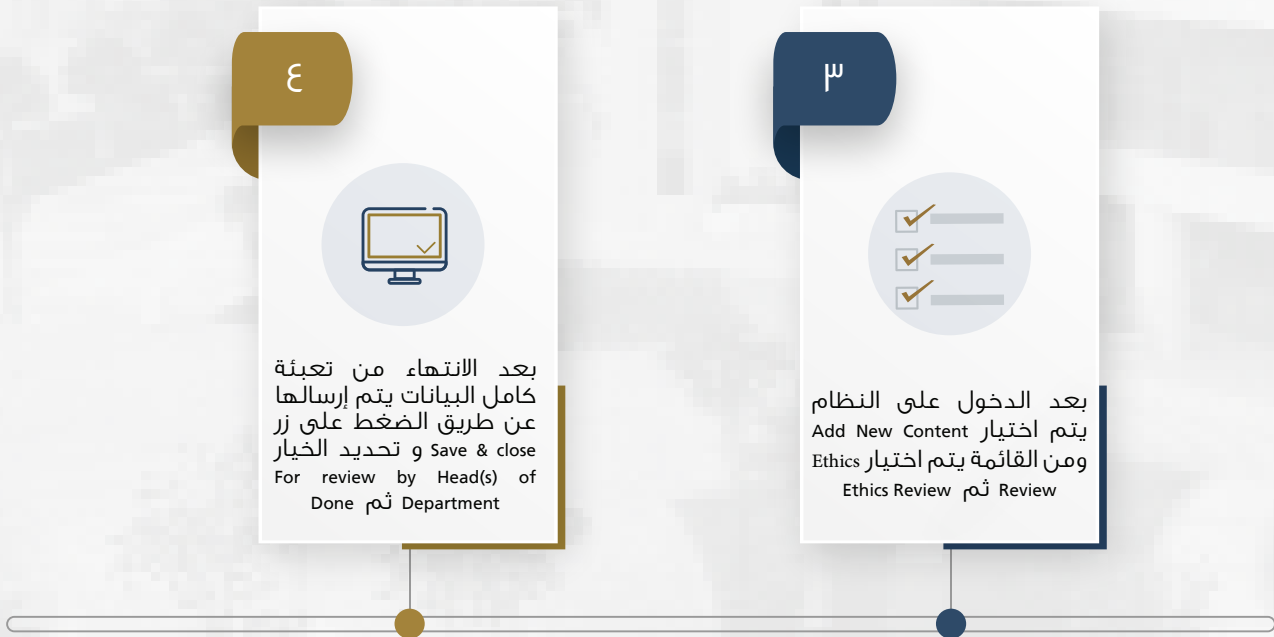 ٣
بعد الدخول على النظام
يتم اختيار Add New Content
ومن القائمة يتم اختيار Ethics
Review ثم Ethics Review
٤
بعد الانتهاء من تعبئة
كامل البيانات يتم إرسالها
عن طريق الضغط على زر
Save & close و تحديد الخيار
For review by Head(s) of
Department ثم Done